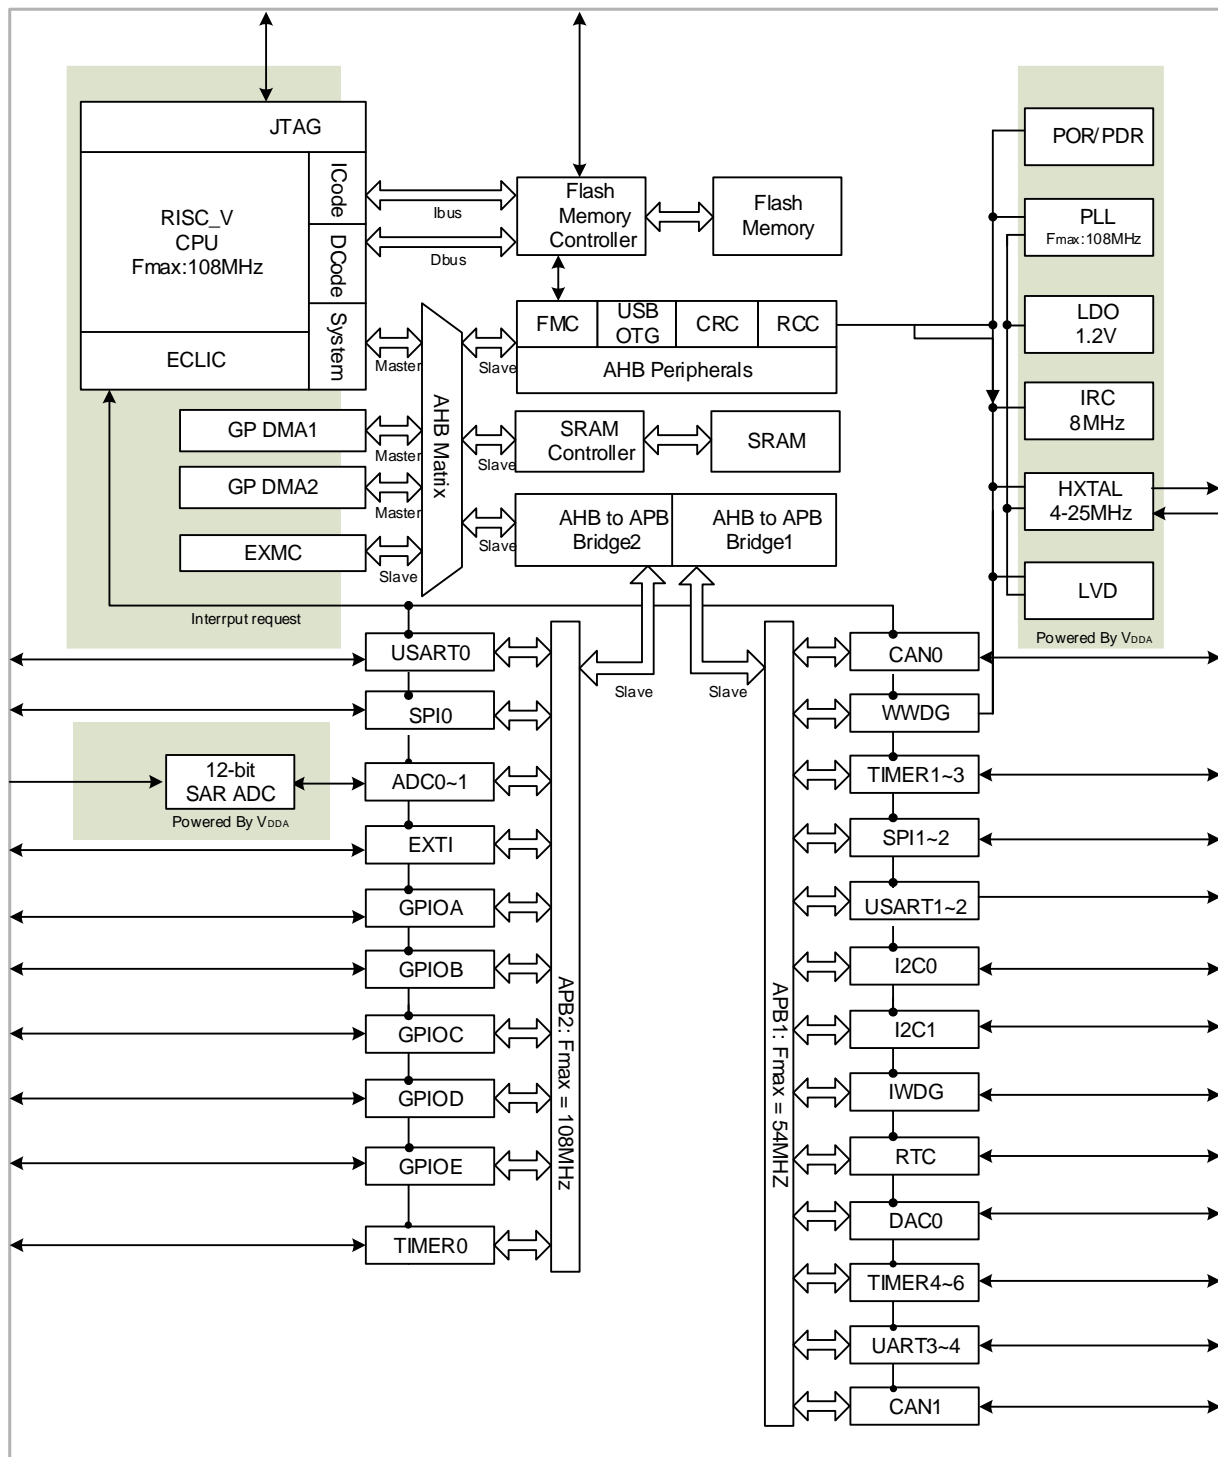 JTAG
ICode
RISC_V
CPU
Fmax:108MHz
DCode
System
ECLIC
Ibus
Dbus
Flash
Memory
Controller
Flash
Memory
FMC
USB
OTG
CRC
RCC
AHB Peripherals
Master
Slave
AHB Matrix
GP DMA1
Master
Slave
SRAM
Controller
SRAM
GP DMA2
Master
AHB to APB
Bridge2
AHB to APB
Bridge1
Slave
EXMC
Slave
POR/PDR
PLL
Fmax:108MHz
LDO
1.2V
IRC
8MHz
HXTAL
4-25MHz
LVD
Powered By VDDA
Interrput request
Slave
Slave
USART0
SPI0
12-bit
SAR ADC
Powered By VDDA
ADC0~1
EXTI
GPIOA
GPIOB
GPIOC
GPIOD
GPIOE
TIMER0
APB2: Fmax = 108MHz
APB1: Fmax = 54MHZ
CAN0
WWDG
TIMER1~3
SPI1~2
USART1~2
I2C0
I2C1
IWDG
RTC
DAC0
TIMER4~6
UART3~4
CAN1